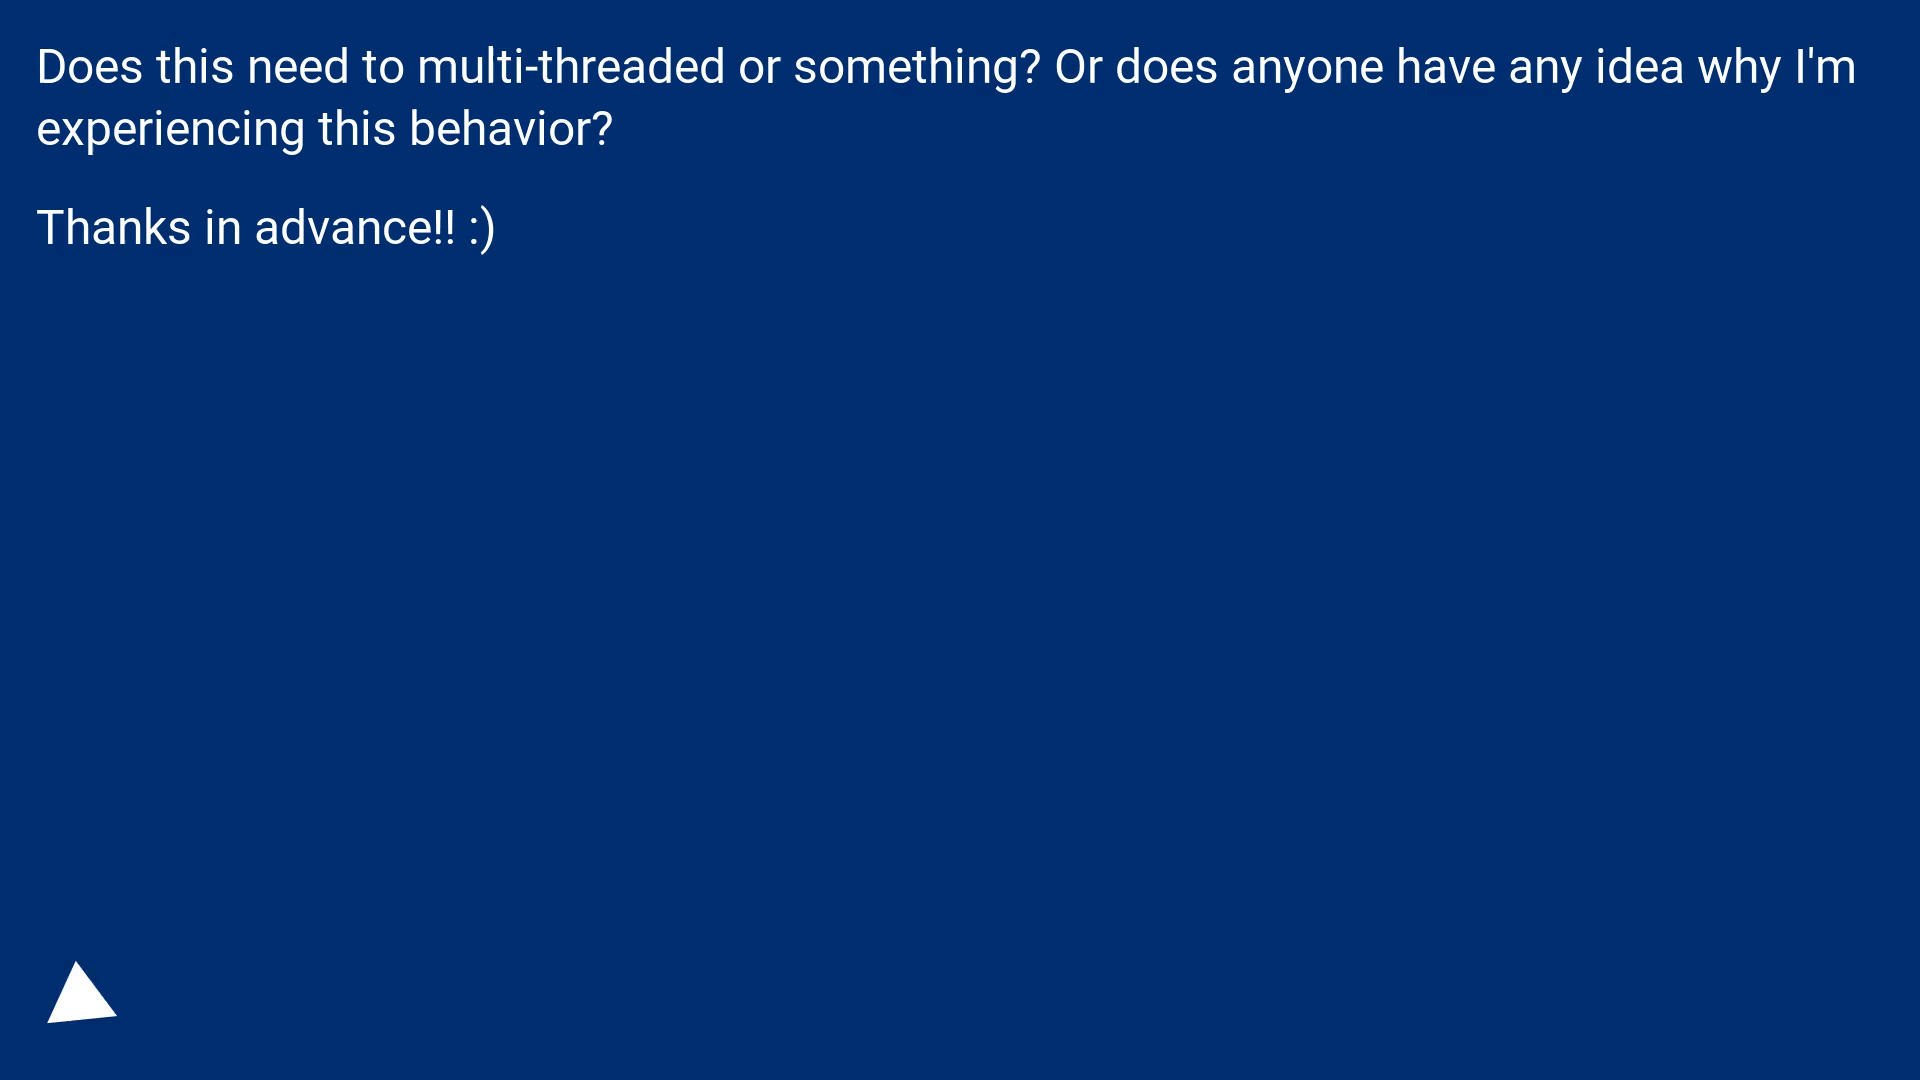 Does this need to multi-threaded or something? Or does anyone have any idea why I'm
experiencing this behavior?
Thanks in advance!! :)